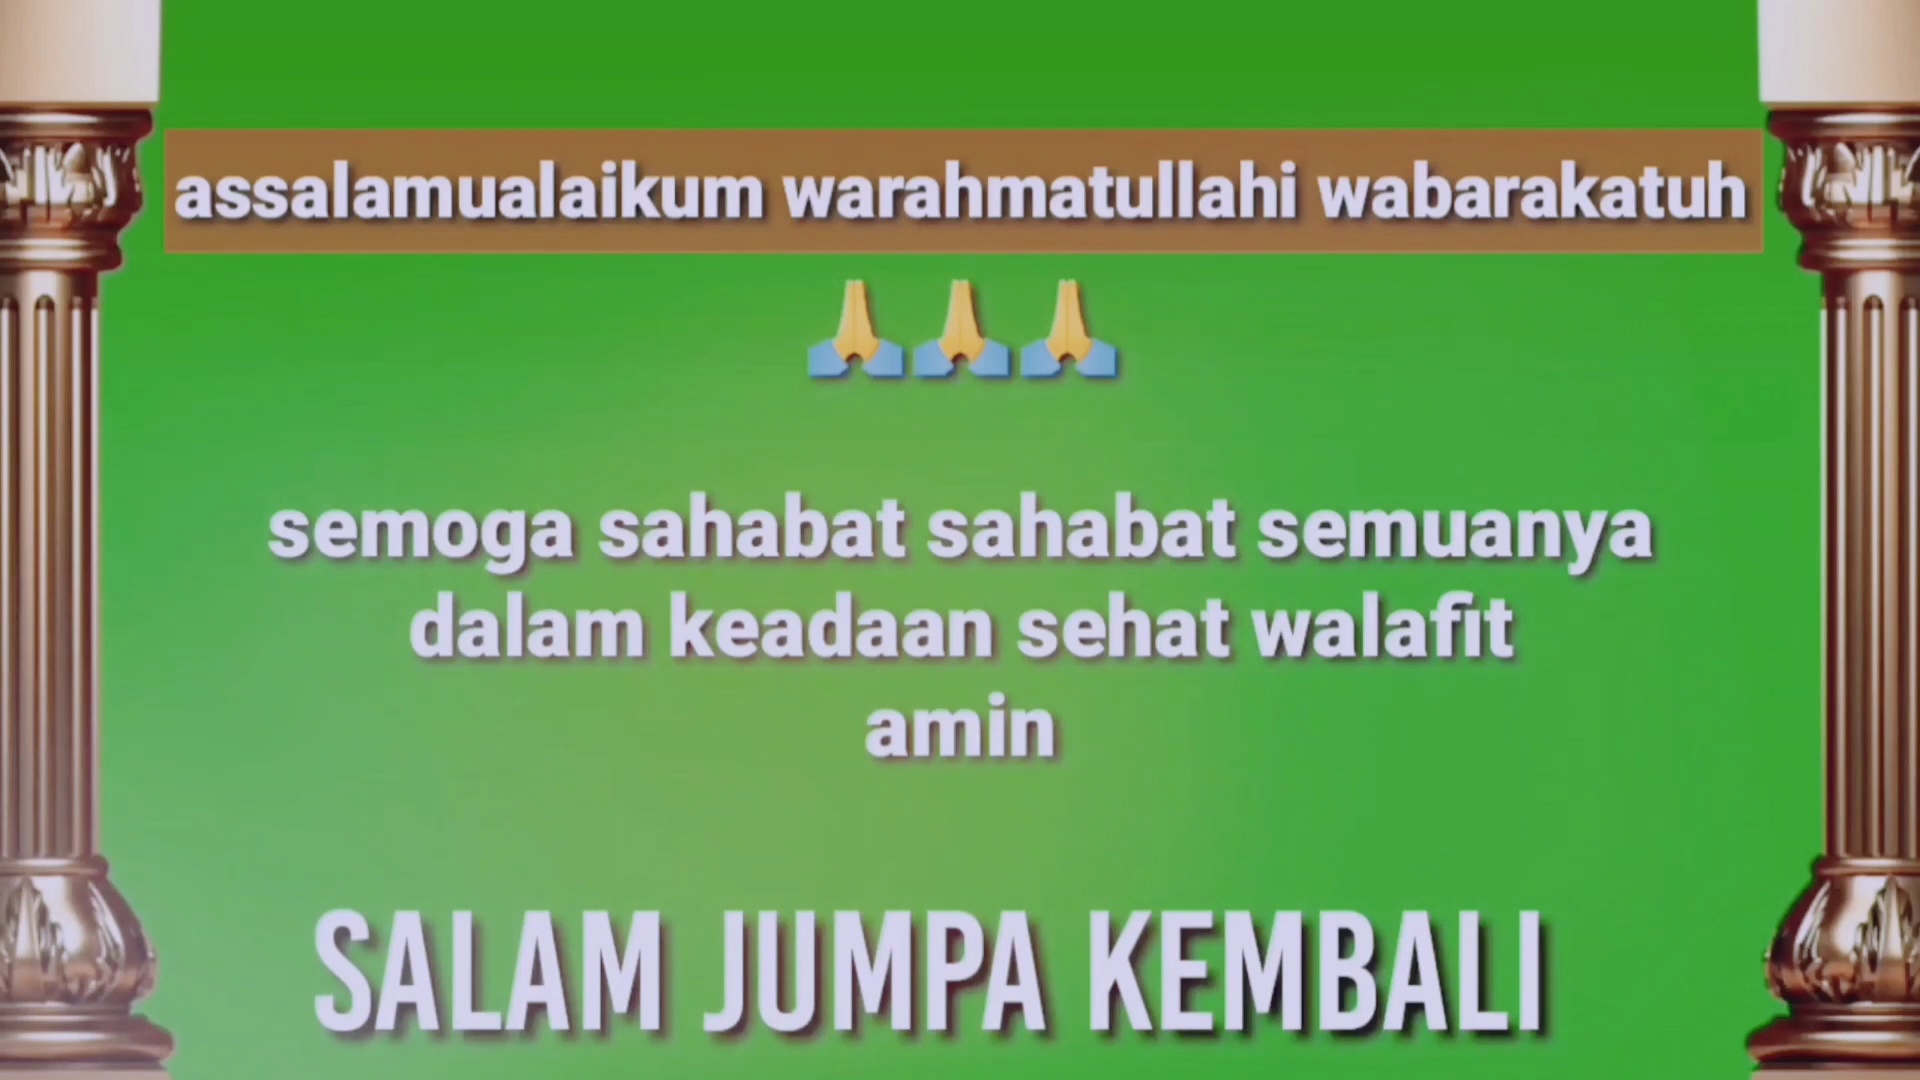 assalamualaikum warahmatullahi wabarakatuh
🙏🙏🙏
semoga sahabat sahabat semuanya
dalam keadaan sehat walafit
amin
SALAM JUMPA KEMBALI